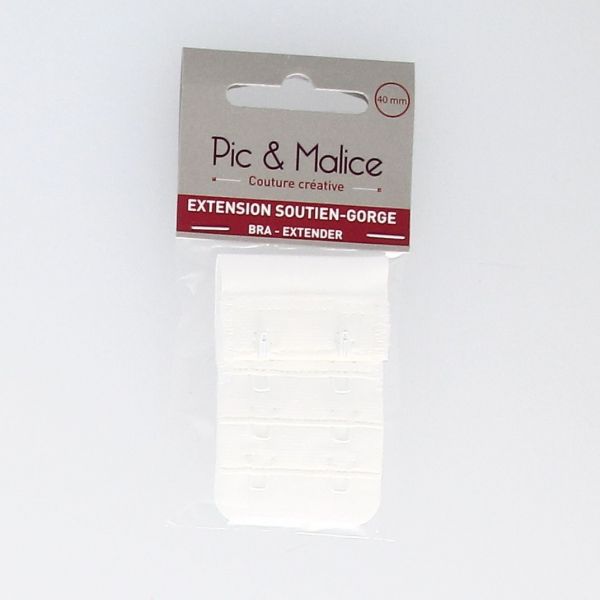 40 mm
Pic & Malice
Couture créative
EXTENSION SOUTIEN-GORGE
BRA - EXTENDER